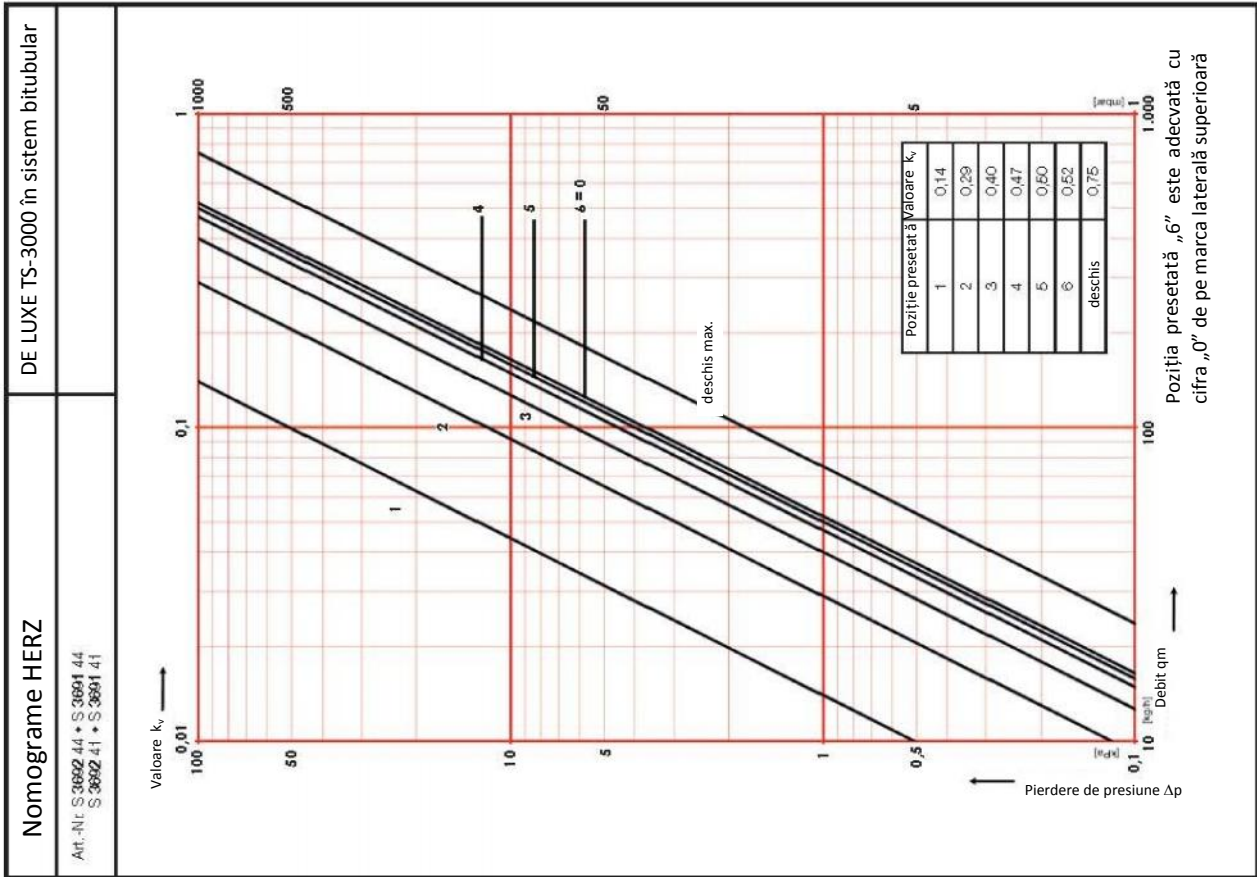 Nomograme HERZ
DE LUXE TS-3000 în sistem bitubular
Art.-Nr. S 3692 44 + S 3691 44
S 3692 41 + S 3691 41
Valoare kv
0,01
0,1
1
100
50
10
5
1
0,5
0,1
[kPa]
Pierdere de presiune Δp
1000
500
50
5
1
[mbar]
1
2
3
4
5
6 = 0
deschis max.
Poziție presetată Valoare kv
1 0,14
2 0,29
3 0,40
4 0,47
5 0,50
6 0,52
deschis 0,75
10 [kg/h]
100
1.000
Debit qm
Poziția presetată „6” este adecvată cu
cifra „0” de pe marca laterală superioară